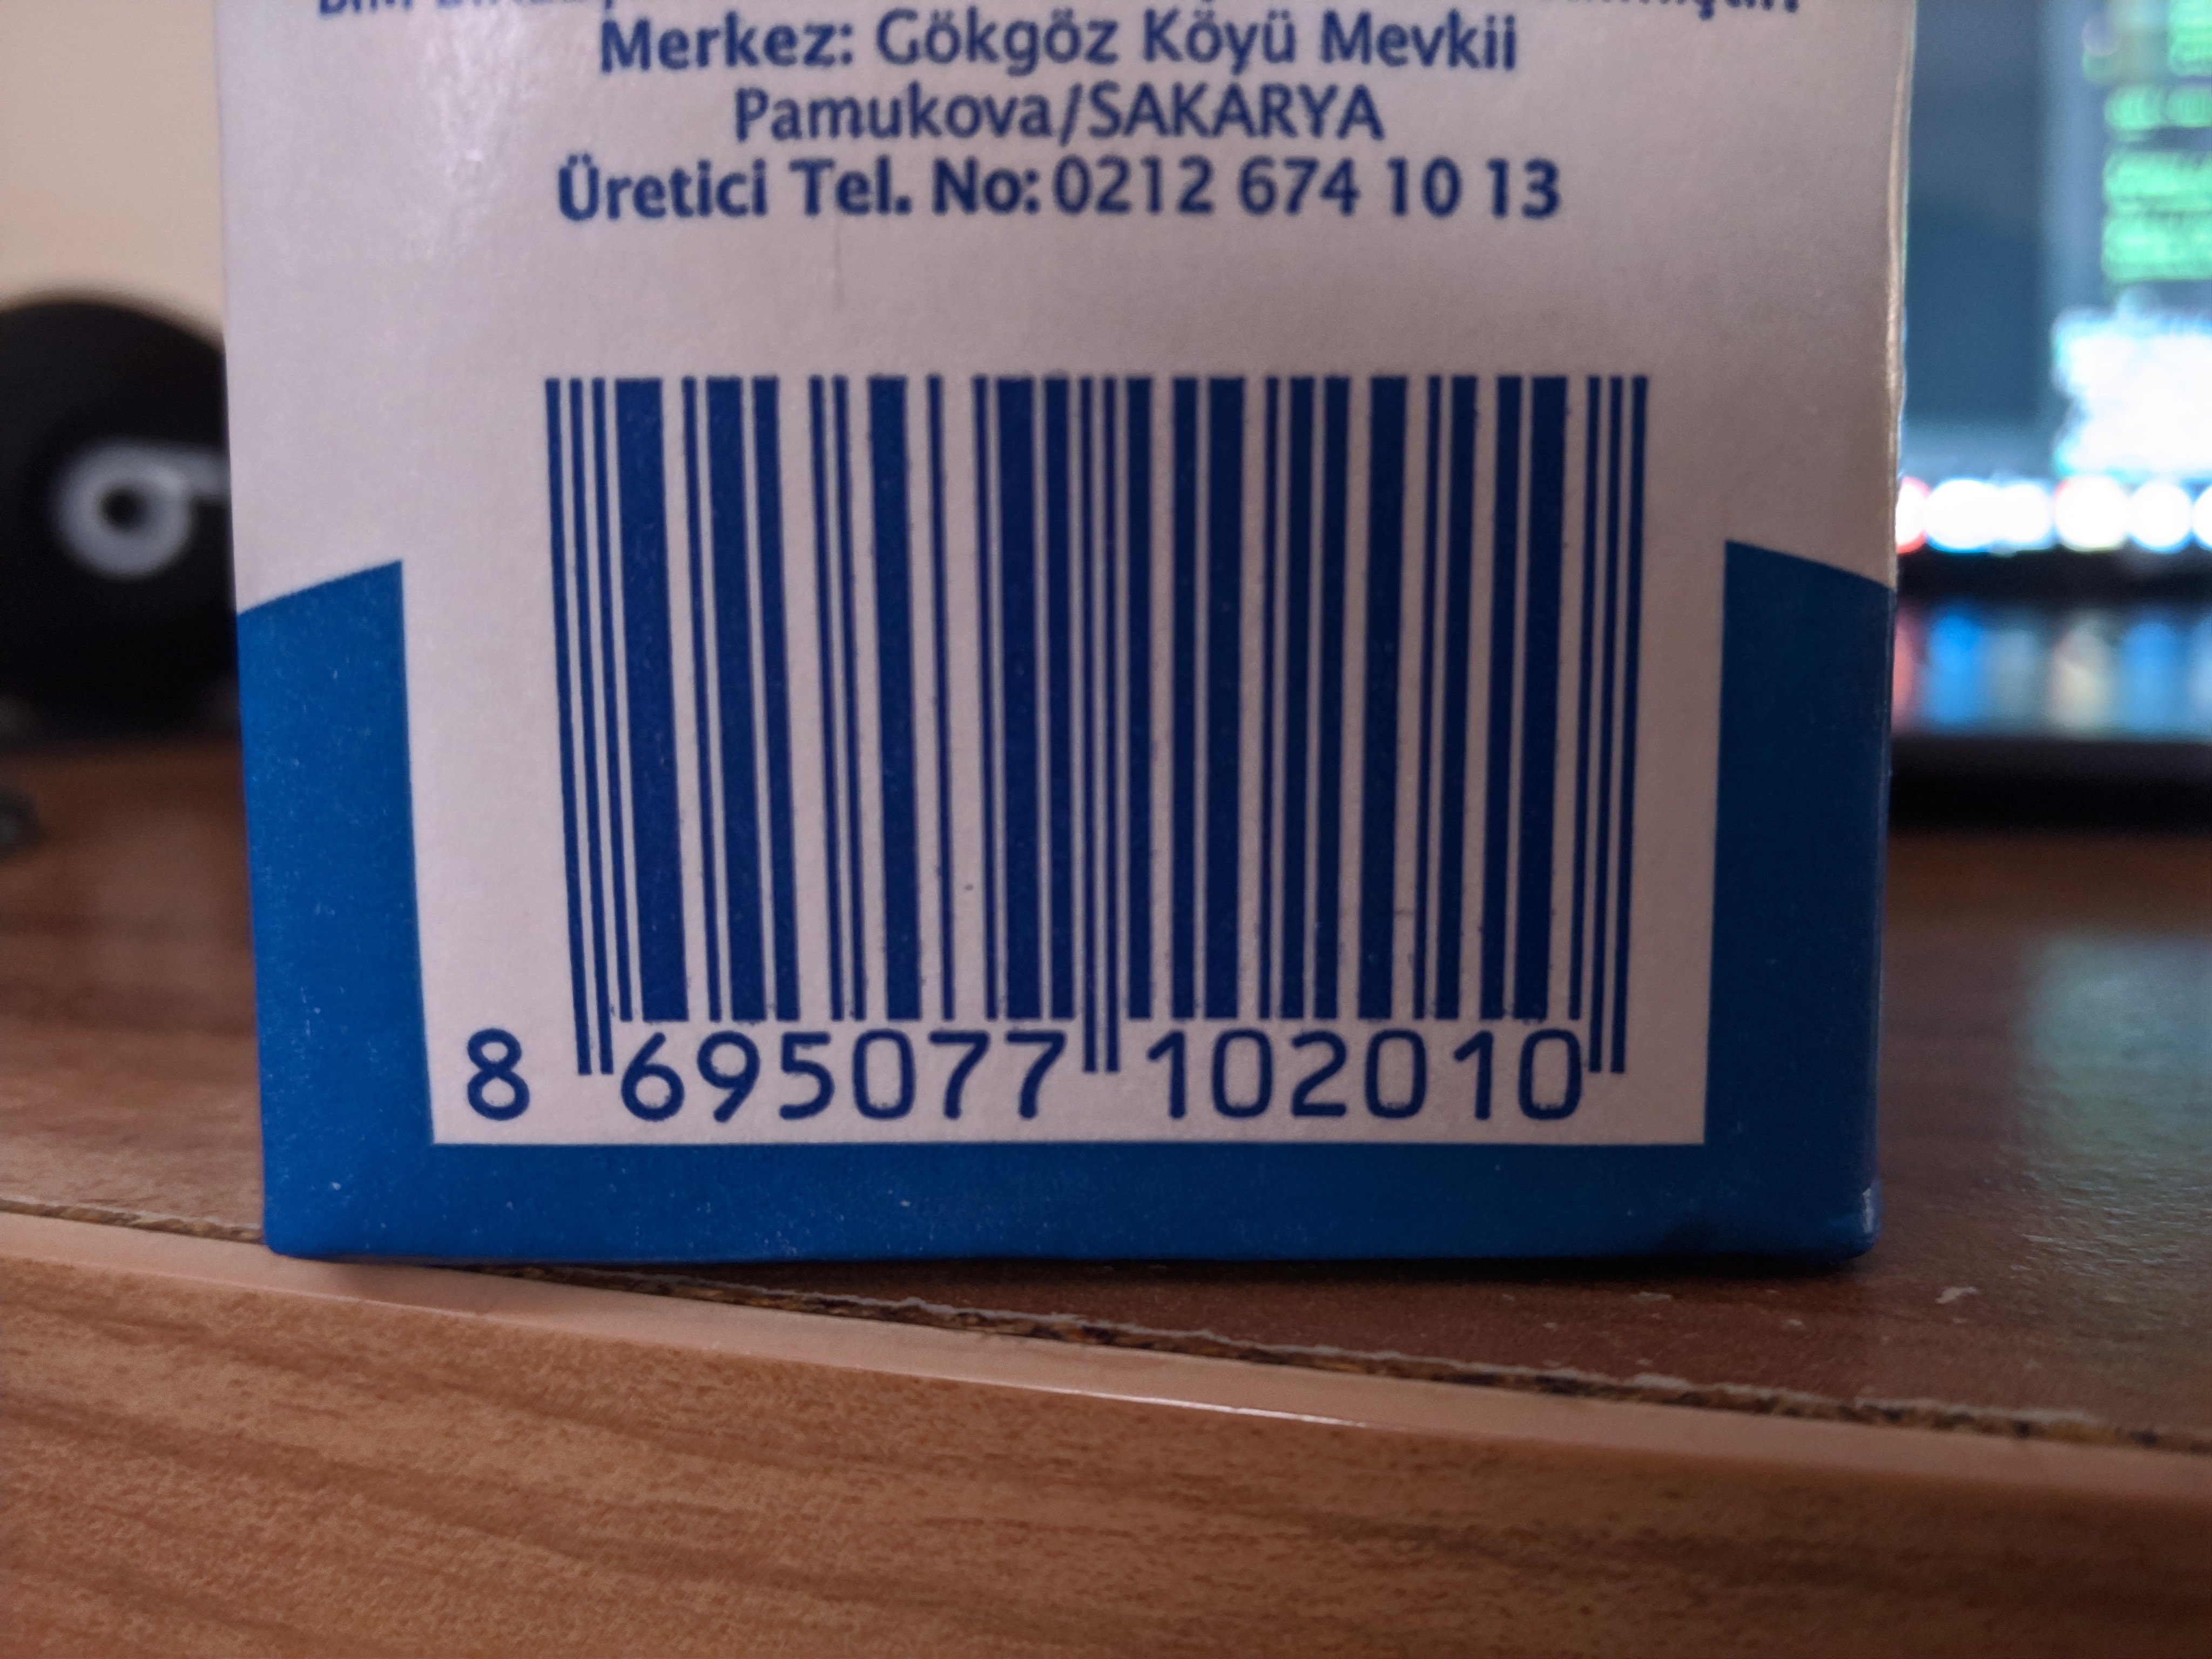 Merkez: Gökgöz Köyü Mevkii
Pamukova/SAKARYA
Üretici Tel. No: 0212 674 10 13
8 695077 102010